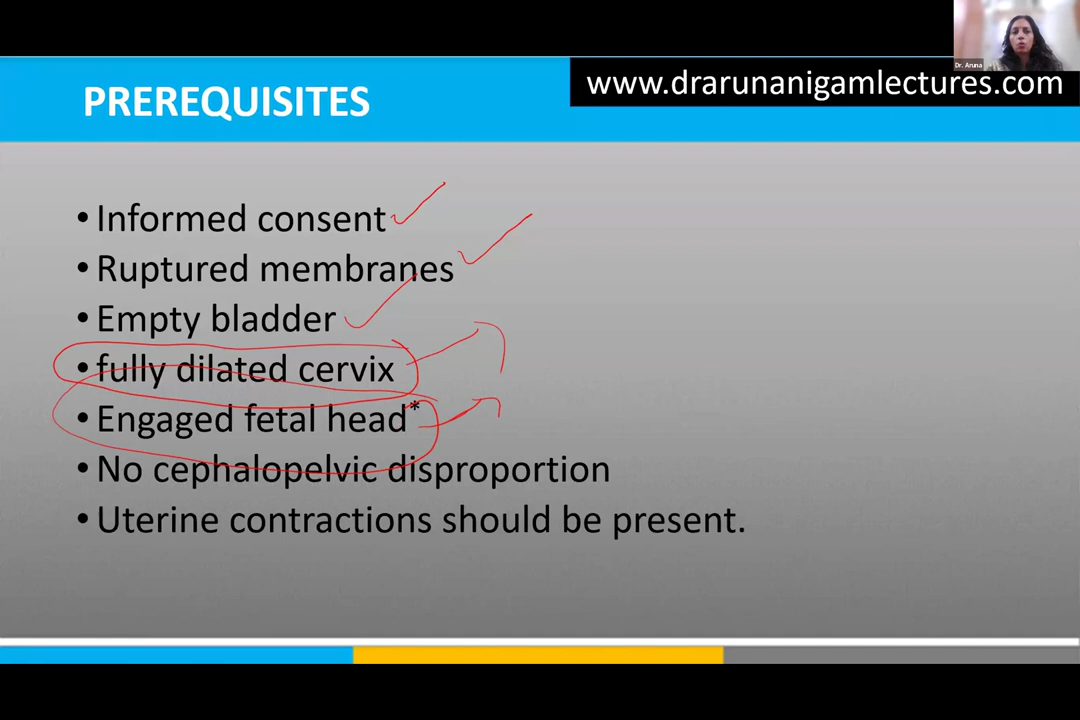 Dr. Aruna
www.drarunanigamlectures.com
PREREQUISITES
• Informed consent
• Ruptured membranes
• Empty bladder
• fully dilated cervix
• Engaged fetal head*
• No cephalopelvic disproportion
• Uterine contractions should be present.